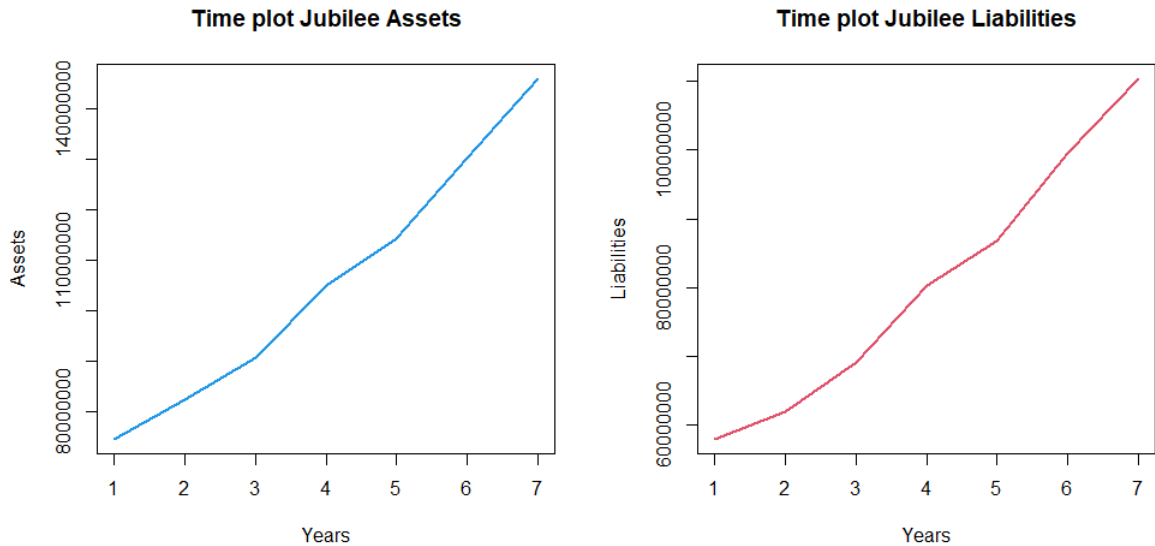 Time plot Jubilee Assets
140000000
110000000
80000000
Assets
1 2 3 4 5 6 7
Years
Time plot Jubilee Liabilities
100000000
80000000
60000000
Liabilities
1 2 3 4 5 6 7
Years